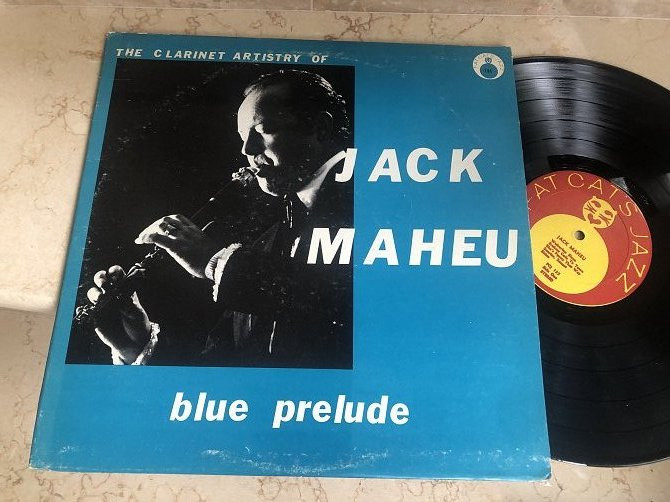 THE CLARINET ARTISTRY OF
JACK
MAHEU
blue prelude
FAT CATS JAZZ
JACK MAHEU